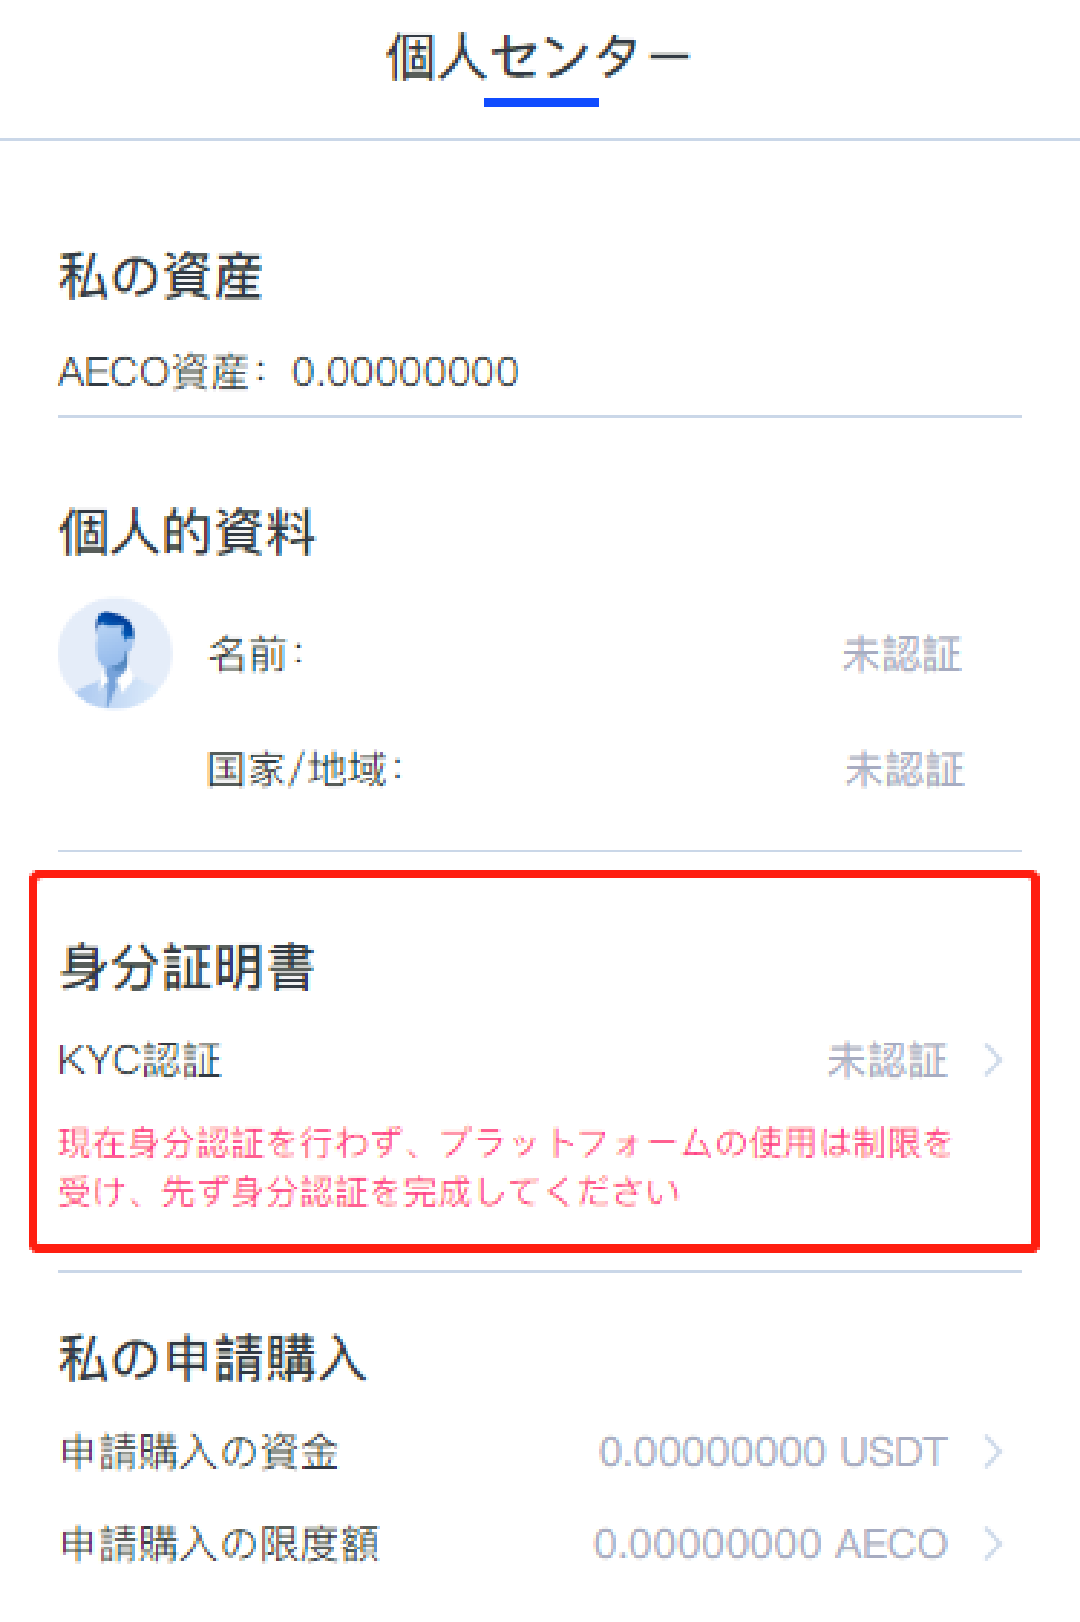 個人センター
私の資産
AECO資産: 0.00000000
個人的資料
名前: 未認証
国家/地域: 未認証
身分証明書
KYC認証 未認証
現在身分認証を行わず、プラットフォームの使用は制限を
受け、先ず身分認証を完成してください
私の申請購入
申請購入の資金 0.00000000 USDT
申請購入の限度額 0.00000000 AECO